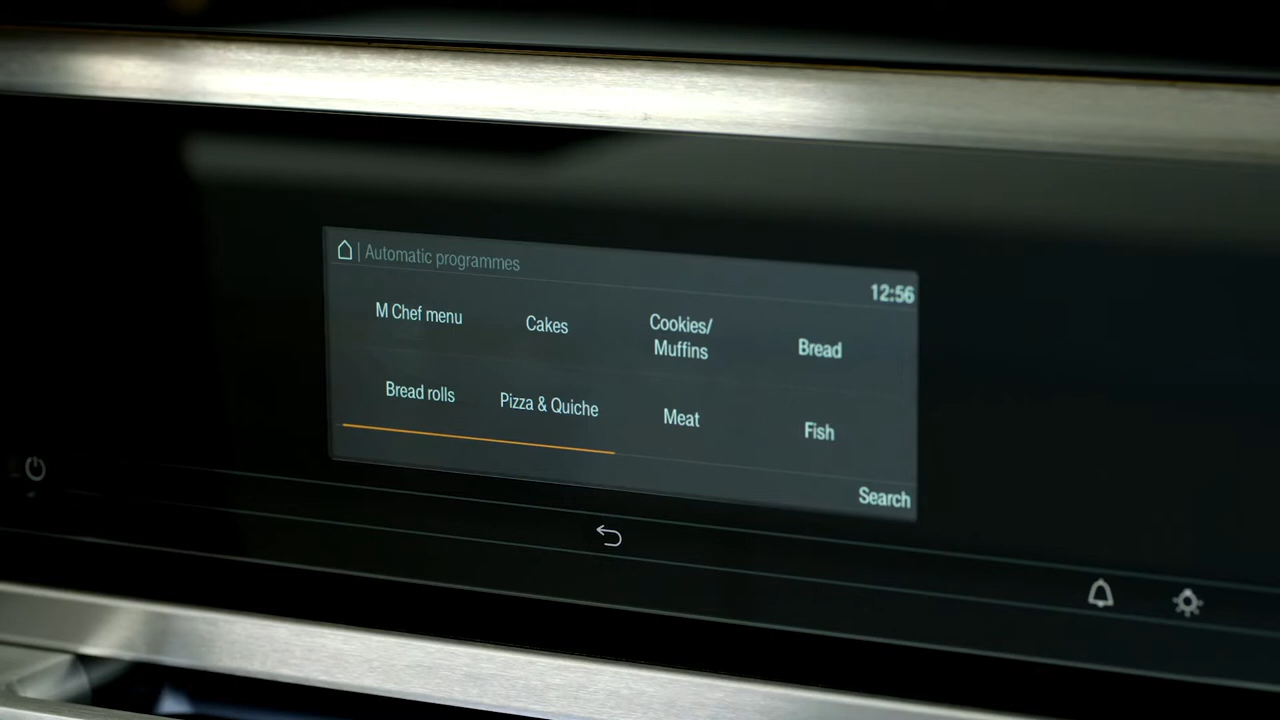 Automatic programmes
12:56
M Chef menu
Cakes
Cookies/
Muffins
Bread
Bread rolls
Pizza & Quiche
Meat
Fish
Search